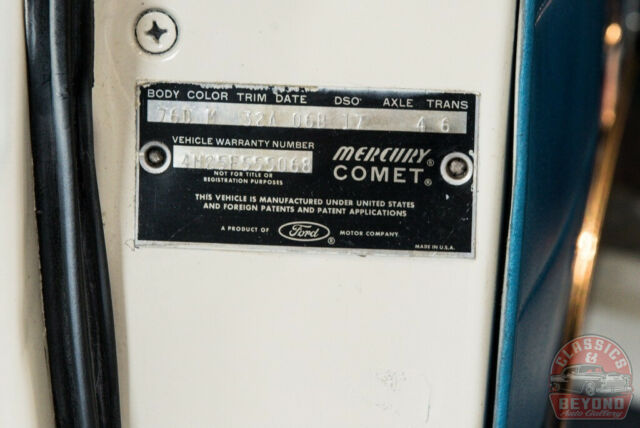 BODY COLOR TRIM DATE DSO AXLE TRANS
76D M 32A 06B 17 4 6
VEHICLE WARRANTY NUMBER
4H25F555068
NOT FOR TITLE OR
REGISTRATION PURPOSES
MERCURY®
COMET®
THIS VEHICLE IS MANUFACTURED UNDER UNITED STATES
AND FOREIGN PATENTS AND PATENT APPLICATIONS
A PRODUCT OF Ford® MOTOR COMPANY
MADE IN U.S.A.
CLASSICS
&
BEYOND
Auto Gallery